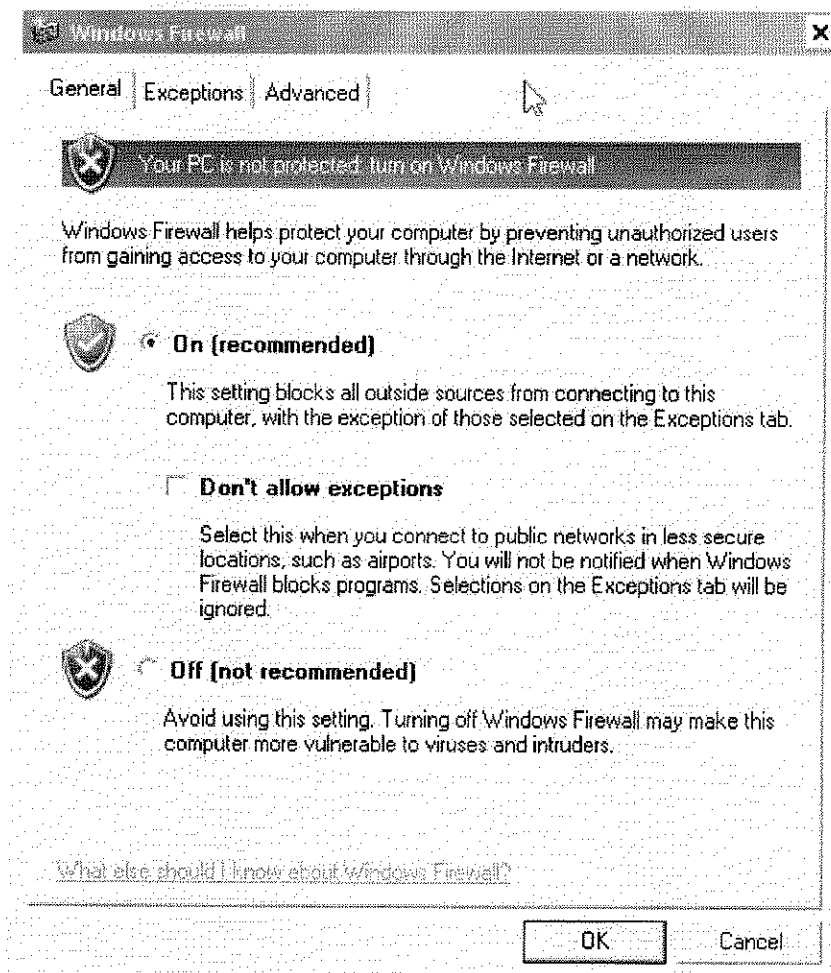 Windows Firewall
General
Exceptions
Advanced
Your PC is not protected: turn on Windows Firewall
Windows Firewall helps protect your computer by preventing unauthorized users
from gaining access to your computer through the Internet or a network.
On (recommended)
This setting blocks all outside sources from connecting to this
computer, with the exception of those selected on the Exceptions tab.
Don't allow exceptions
Select this when you connect to public networks in less secure
locations, such as airports. You will not be notified when Windows
Firewall blocks programs. Selections on the Exceptions tab will be
ignored.
Off (not recommended)
Avoid using this setting. Turning off Windows Firewall may make this
computer more vulnerable to viruses and intruders.
What else should I know about Windows Firewall?
OK
Cancel